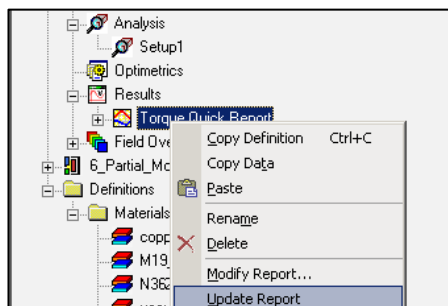 Analysis
Setup1
Optimetrics
Results
Torque Quick Report
Field Ove
Copy Definition Ctrl+C
6_Partial_Mo
Copy Data
Definitions
Paste
Materials
Rename
copp
Delete
M19_
Modify Report...
N362
Update Report